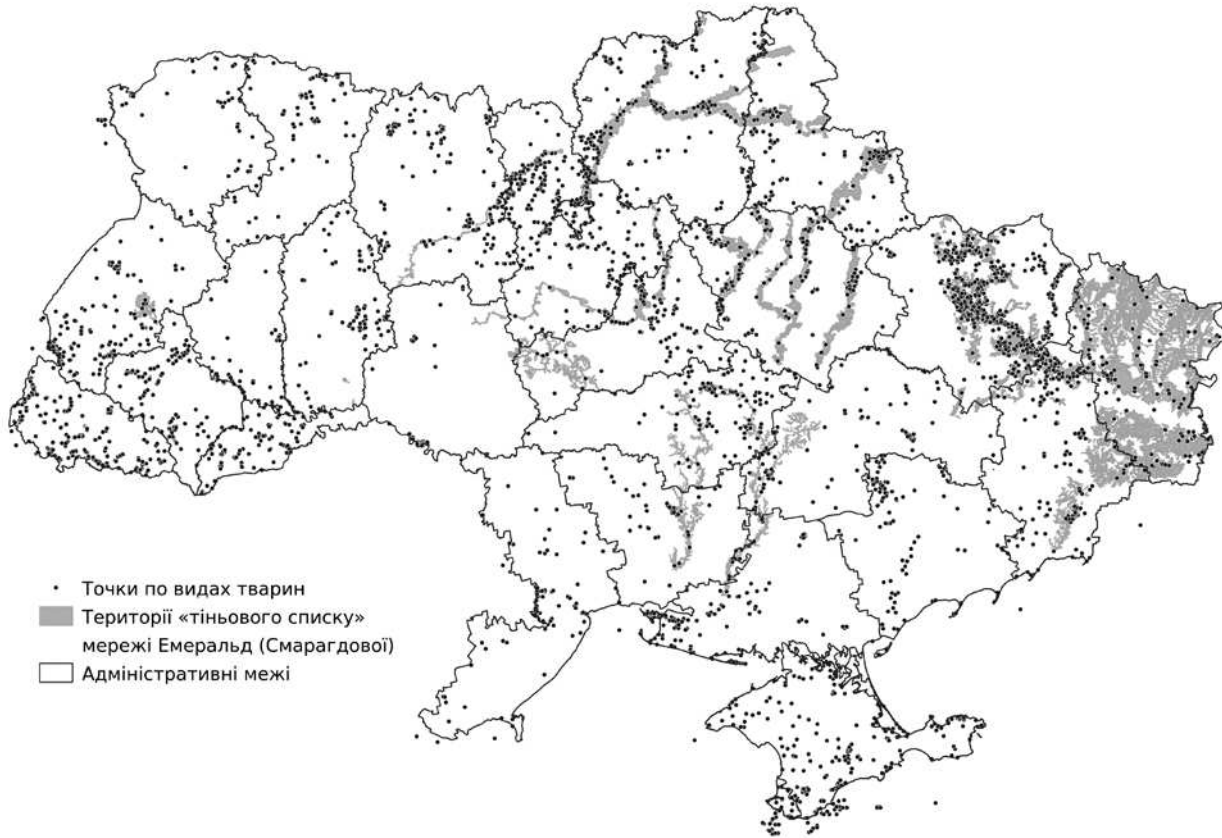 Точки по видах тварин
Території «тіньового списку»
мережі Емеральд (Смарагдової)
Адміністративні межі